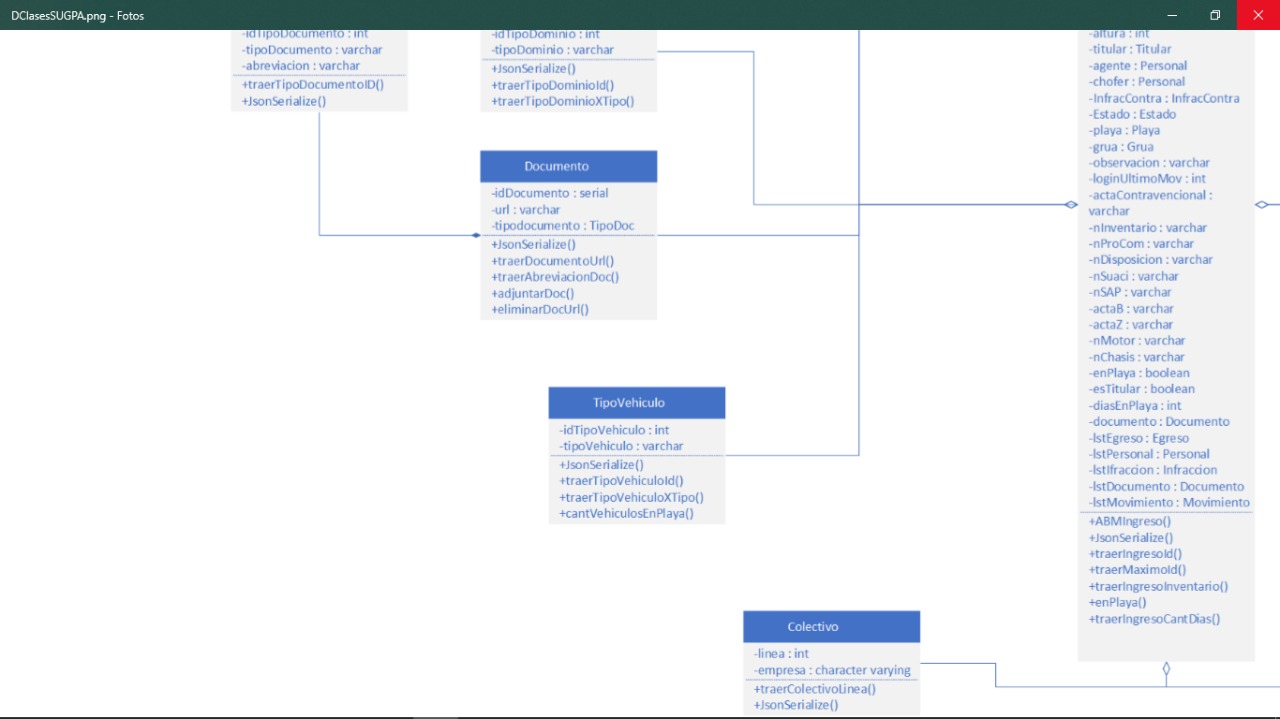 DClasesSUGPA.png - Fotos
-idTipoDocumento : int
-tipoDocumento : varchar
-abreviacion : varchar
+traerTipoDocumentoID()
+JsonSerialize()
-idTipoDominio : int
-tipoDominio : varchar
+JsonSerialize()
+traerTipoDominioId()
+traerTipoDominioXTipo()
Documento
-idDocumento : serial
-url : varchar
-tipodocumento : TipoDoc
+JsonSerialize()
+traerDocumentoUrl()
+traerAbreviacionDoc()
+adjuntarDoc()
+eliminarDocUrl()
TipoVehiculo
-idTipoVehiculo : int
-tipoVehiculo : varchar
+JsonSerialize()
+traerTipoVehiculoId()
+traerTipoVehiculoXTipo()
+cantVehiculosEnPlaya()
Colectivo
-linea : int
-empresa : character varying
+traerColectivoLinea()
+JsonSerialize()
-altura : int
-titular : Titular
-agente : Personal
-chofer : Personal
-InfracContra : InfracContra
-Estado : Estado
-playa : Playa
-grua : Grua
-observacion : varchar
-loginUltimoMov : int
-actaContravencional :
varchar
-nInventario : varchar
-nProCom : varchar
-nDisposicion : varchar
-nSuaci : varchar
-nSAP : varchar
-actaB : varchar
-actaZ : varchar
-nMotor : varchar
-nChasis : varchar
-enPlaya : boolean
-esTitular : boolean
-diasEnPlaya : int
-documento : Documento
-lstEgreso : Egreso
-lstPersonal : Personal
-lstIfraccion : Infraccion
-lstDocumento : Documento
-lstMovimiento : Movimiento
+ABMIngreso()
+JsonSerialize()
+traerIngresoId()
+traerMaximoId()
+traerIngresoInventario()
+enPlaya()
+traerIngresoCantDias()